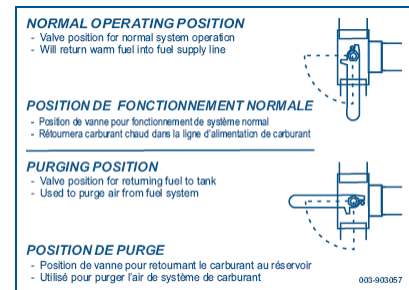 NORMAL OPERATING POSITION
- Valve position for normal system operation
- Will return warm fuel into fuel supply line
POSITION DE FONCTIONNEMENT NORMALE
- Position de vanne pour fonctionnement de système normal
- Rétournera carburant chaud dans la ligne d'alimentation de carburant
PURGING POSITION
- Valve position for returning fuel to tank
- Used to purge air from fuel system
POSITION DE PURGE
- Position de vanne pour retournant le carburant au réservoir
- Utilisé pour purger l'air de système de carburant
003-903057